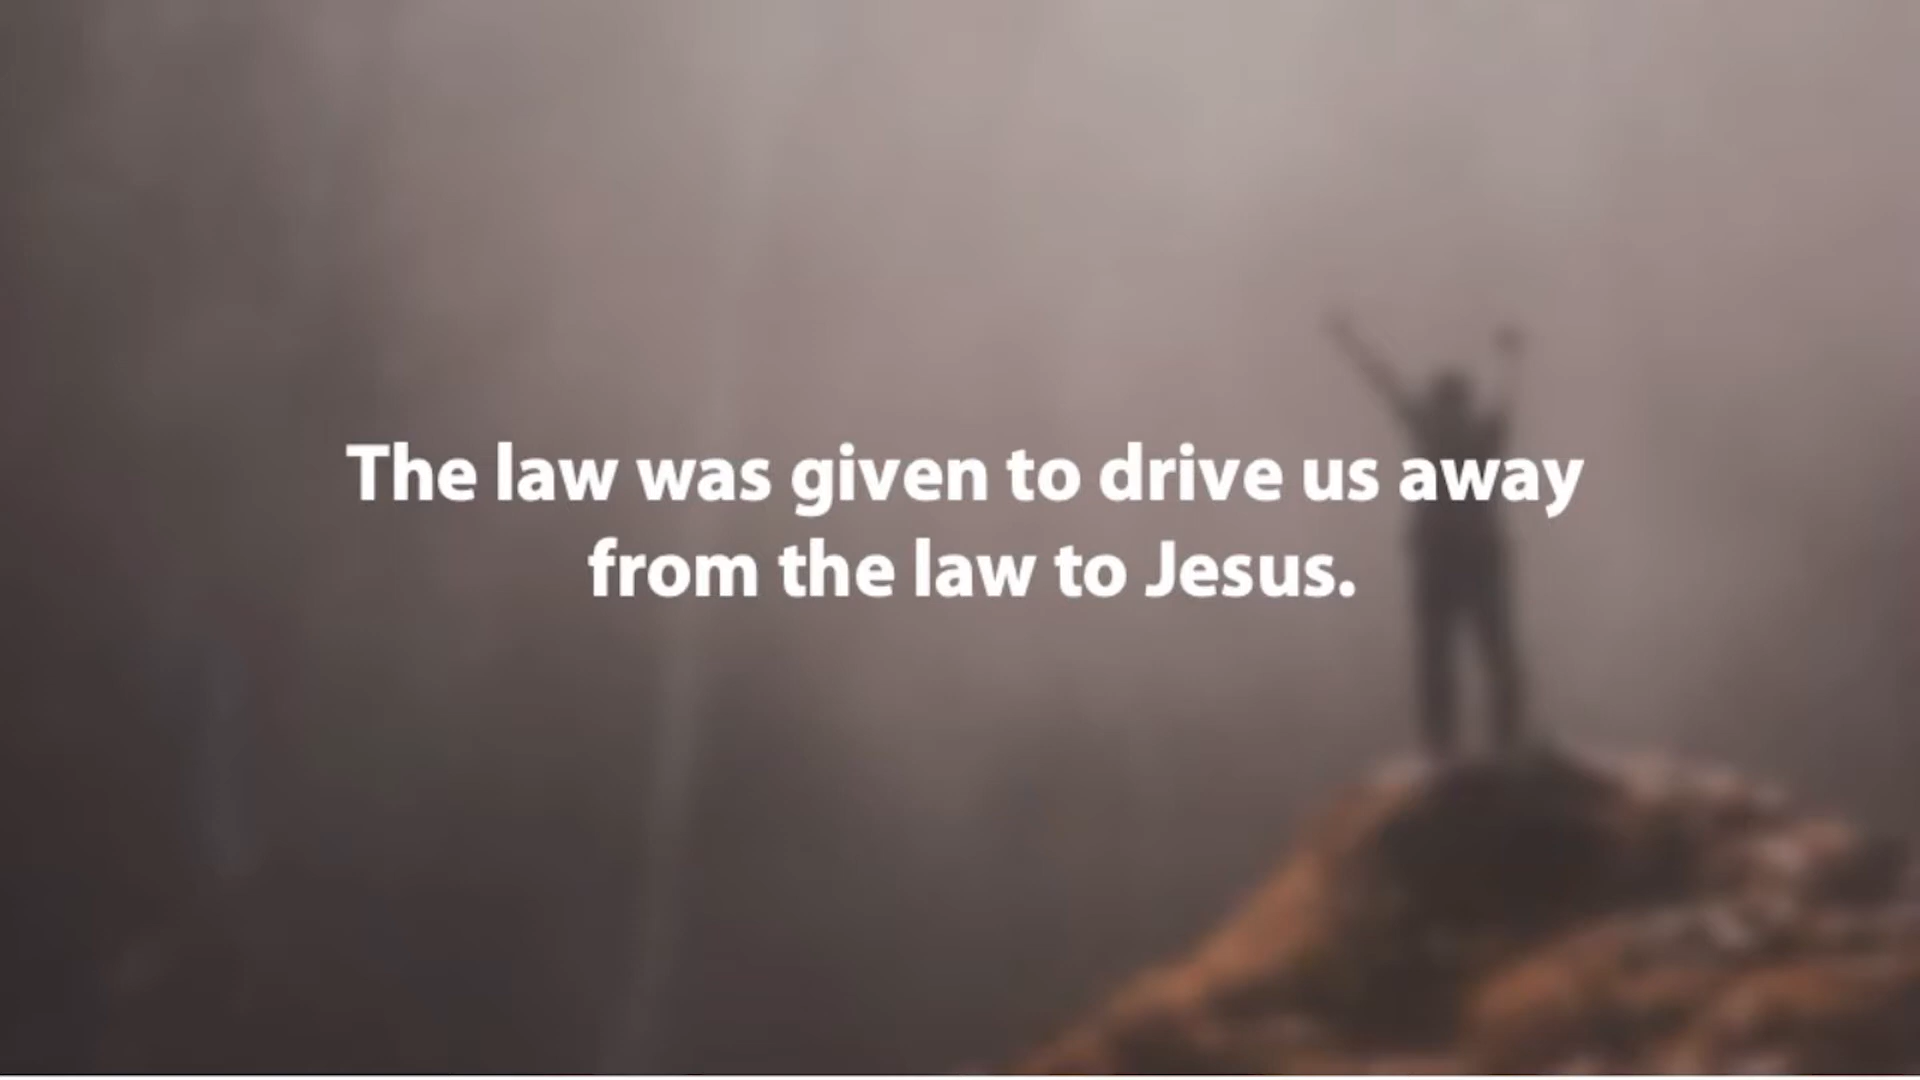 The law was given to drive us away
from the law to Jesus.